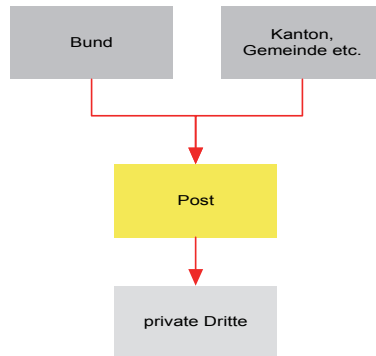 Bund
Kanton,
Gemeinde etc.
Post
private Dritte